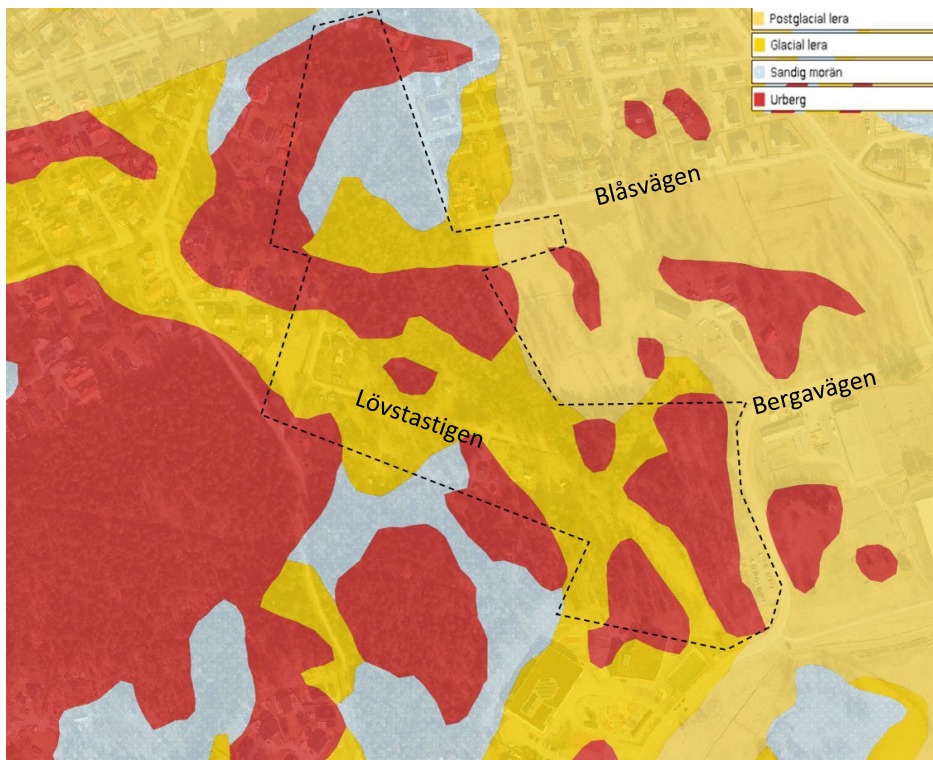 Postglacial lera
Glacial lera
Sandig morän
Urberg
Blåsvägen
Bergavägen
Lövstastigen